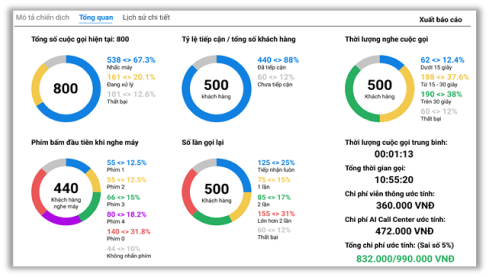 Mô tả chiến dịch Tổng quan Lịch sử chi tiết Xuất báo cáo
Tổng số cuộc gọi hiện tại: 800
800
538 <> 67.3%
Nhấc máy
161 <> 20.1%
Đang xử lý
101 <> 12.6%
Thất bại
Tỷ lệ tiếp cận / tổng số khách hàng
500
Khách hàng
440 <> 88%
Đã tiếp cận
60 <> 12%
Chưa tiếp cận
Thời lượng nghe cuộc gọi
500
Khách hàng
62 <> 12.4%
Dưới 15 giây
188 <> 37.6%
Từ 15 - 30 giây
190 <> 38%
Trên 30 giây
60 <> 12%
Thất bại
Phím bấm đầu tiên khi nghe máy
440
Khách hàng
nghe máy
55 <> 12.5%
Phím 1
55 <> 12.5%
Phím 2
66 <> 15%
Phím 3
80 <> 18.2%
Phím 4
140 <> 31.8%
Phím 0
44 <> 10%
Không nhấn phím
Số lần gọi lại
500
Khách hàng
125 <> 25%
Tiếp nhận luôn
75 <> 15%
1 lần
85 <> 17%
2 lần
155 <> 31%
Lớn hơn 2 lần
60 <> 12%
Thất bại
Thời lượng cuộc gọi trung bình:
00:01:13
Tổng thời gian gọi:
10:55:20
Chi phí viễn thông ước tính:
360.000 VNĐ
Chi phí AI Call Center ước tính:
472.000 VNĐ
Tổng chi phí ước tính: (Sai số 5%)
832.000/990.000 VNĐ